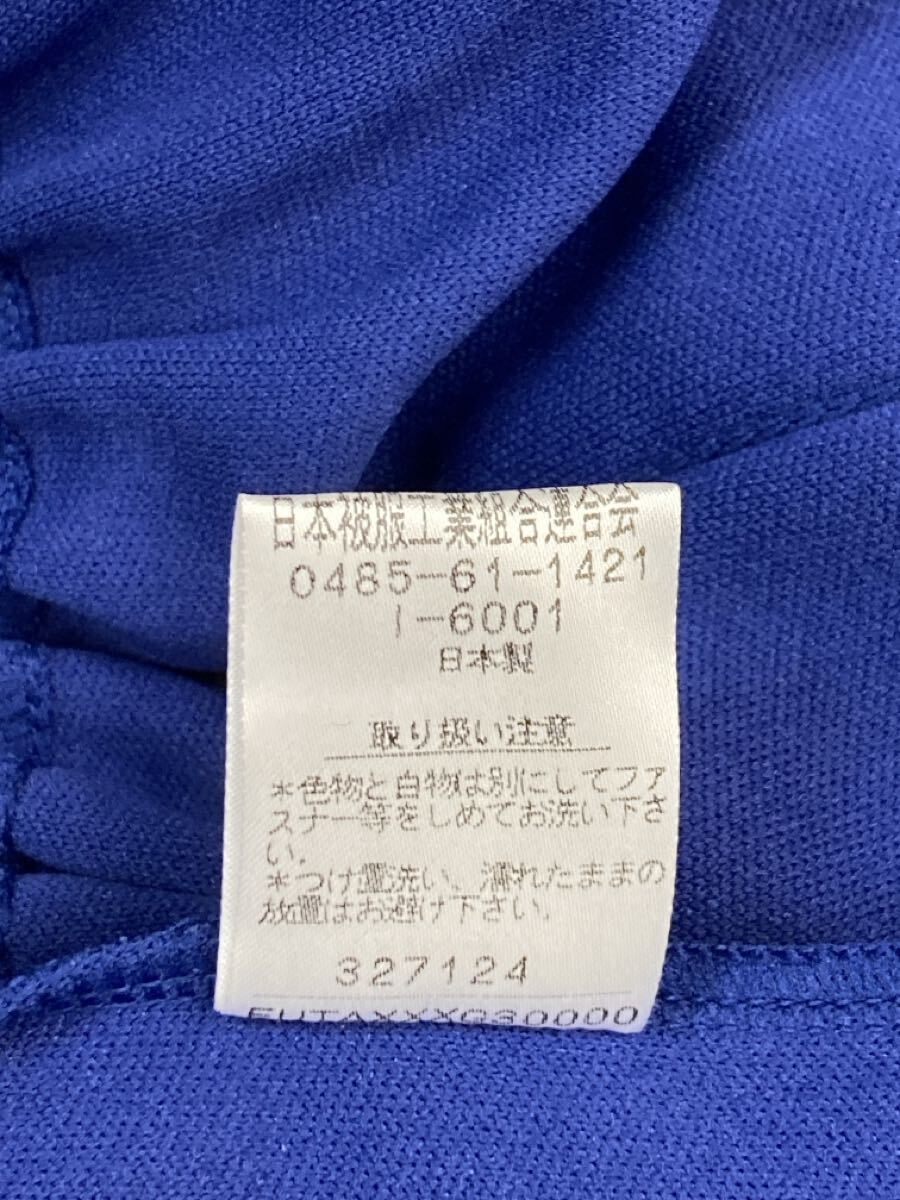 日本被服工業組合連合会
0485-61-1421
I-6001
日本製
取り扱い注意
*色物と白物は別にしてファ
スナー等をしめてお洗い下さ
い.
*つけ置洗い、濡れたままの
放置はお避け下さい.
327124
FUTAXXXG30000